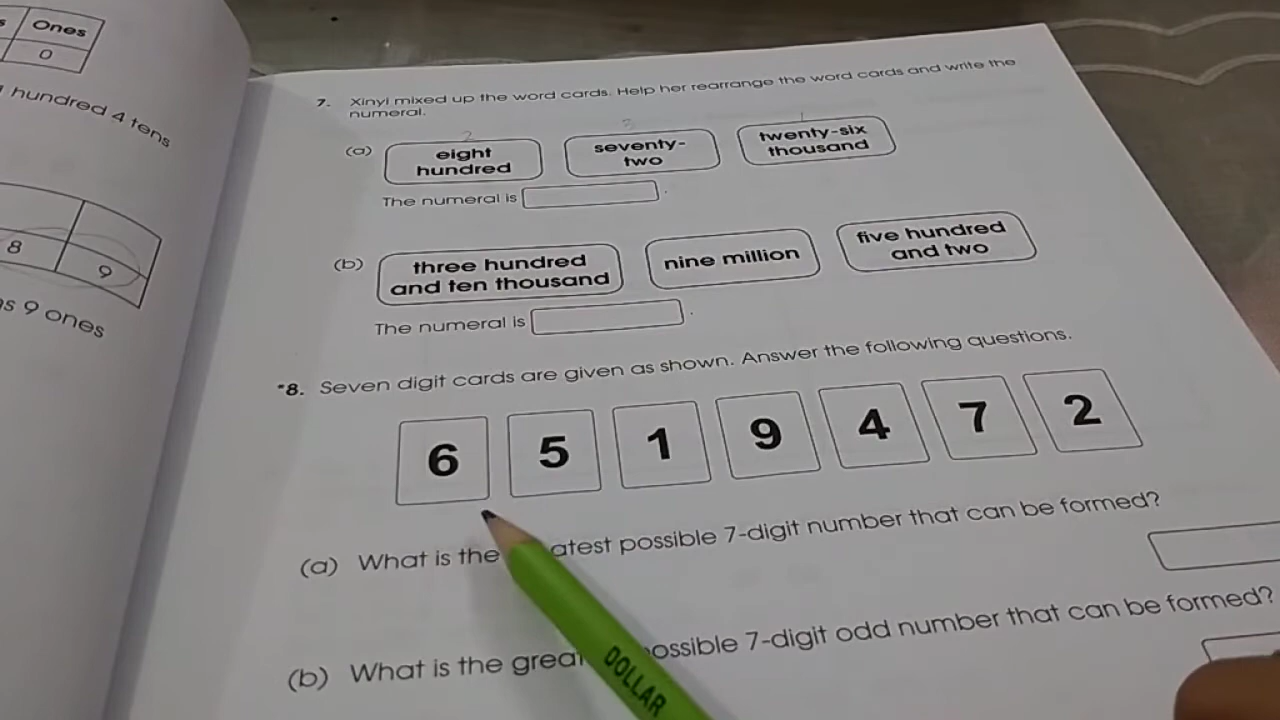 Ones
0
hundred 4 tens
8
9
9 ones
7. Xinyi mixed up the word cards. Help her rearrange the word cards and write the
numeral.
2 3 1
(a) eight hundred seventy-two twenty-six thousand
The numeral is .
(b) three hundred and ten thousand nine million five hundred and two
The numeral is .
*8. Seven digit cards are given as shown. Answer the following questions.
6 5 1 9 4 7 2
(a) What is the possible 7-digit number that can be formed?
(b) What is the 7-digit odd number that can be formed?
DOLLAR